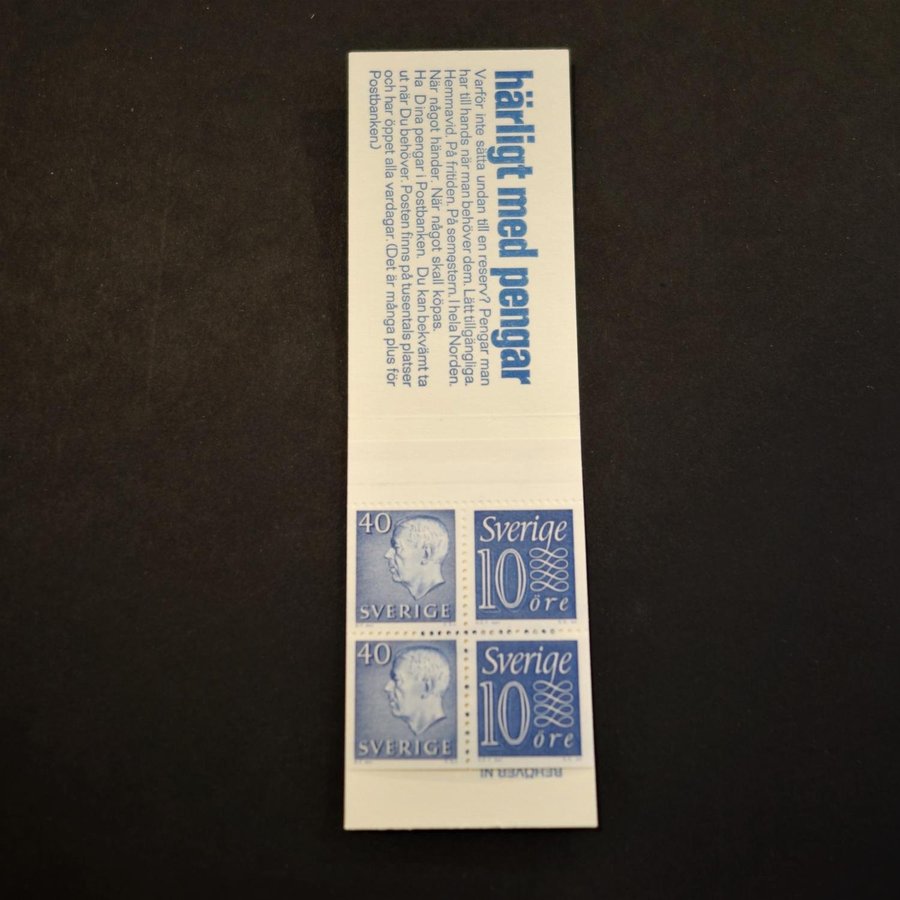 härligt med pengar
Varför inte sätta undan till en reserv? Pengar man
har till hands när man behöver dem. Lätt tillgängliga.
Hemmavid. På fritiden. På semestern. I hela Norden.
När något händer. När något skall köpas.
Ha Dina pengar i Postbanken. Du kan bekvämt ta
ut när Du behöver. Posten finns på tusentals platser
och har öppet alla vardagar. (Det är många plus för
Postbanken.)
40
SVERIGE
Sverige
10
öre
40
SVERIGE
Sverige
10
öre
BEHÖVER NI